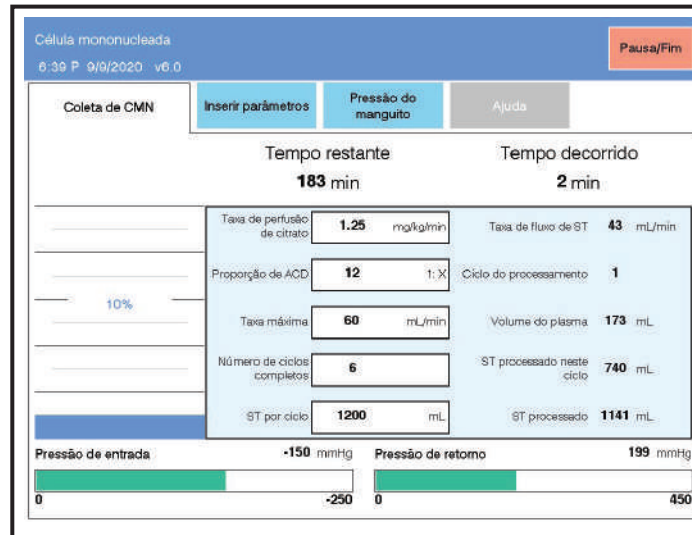 Célula mononucleada
Pausa/Fim
6:39 P 9/9/2020 v6.0
Coleta de CMN
Inserir parâmetros
Pressão do
manguito
Ajuda
Tempo restante
Tempo decorrido
183 min
2 min
Taxa de perfusão
de citrato
1.25 mg/kg/min
Taxa de fluxo de ST 43 mL/min
Proporção de ACD 12 1: X
Ciclo do processamento 1
10%
Taxa máxima 60 mL/min
Volume do plasma 173 mL
Número de ciclos
completos
6
ST processado neste
ciclo
740 mL
ST por ciclo 1200 mL
ST processado 1141 mL
Pressão de entrada -150 mmHg
Pressão de retorno 199 mmHg
0 -250
0 450